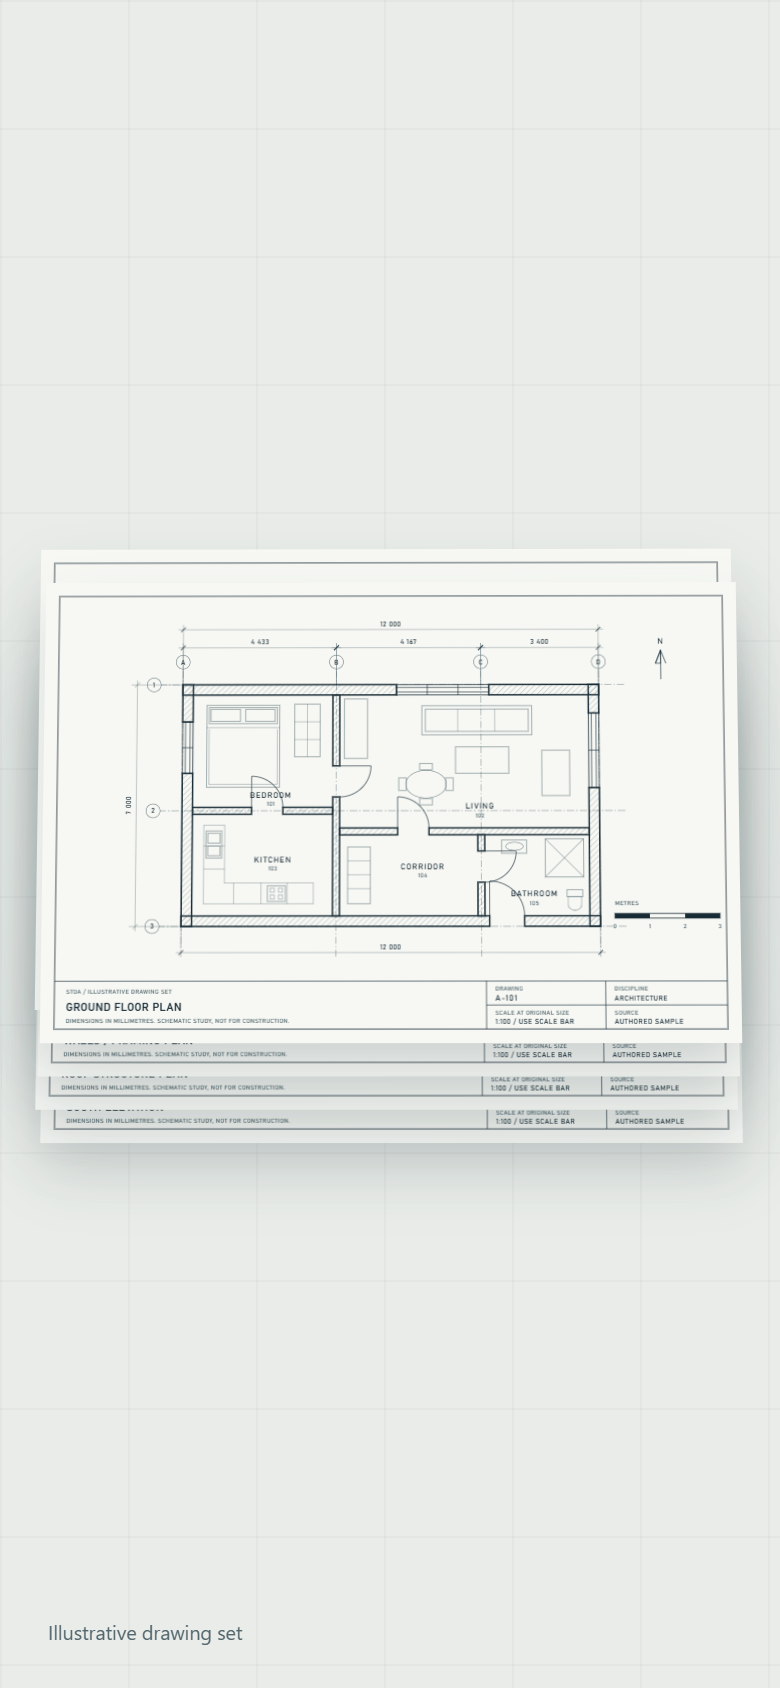 12 000
4 433
4 167
3 400
N
A
B
C
D
1
BEDROOM
101
LIVING
102
7 000
2
KITCHEN
103
CORRIDOR
104
BATHROOM
105
METRES
0 1 2 3
3
12 000
STOA / ILLUSTRATIVE DRAWING SET
GROUND FLOOR PLAN
DIMENSIONS IN MILLIMETRES. SCHEMATIC STUDY, NOT FOR CONSTRUCTION.
DRAWING
A-101
DISCIPLINE
ARCHITECTURE
SCALE AT ORIGINAL SIZE
1:100 / USE SCALE BAR
SOURCE
AUTHORED SAMPLE
DIMENSIONS IN MILLIMETRES. SCHEMATIC STUDY, NOT FOR CONSTRUCTION.
SCALE AT ORIGINAL SIZE
1:100 / USE SCALE BAR
SOURCE
AUTHORED SAMPLE
DIMENSIONS IN MILLIMETRES. SCHEMATIC STUDY, NOT FOR CONSTRUCTION.
SCALE AT ORIGINAL SIZE
1:100 / USE SCALE BAR
SOURCE
AUTHORED SAMPLE
DIMENSIONS IN MILLIMETRES. SCHEMATIC STUDY, NOT FOR CONSTRUCTION.
SCALE AT ORIGINAL SIZE
1:100 / USE SCALE BAR
SOURCE
AUTHORED SAMPLE
Illustrative drawing set